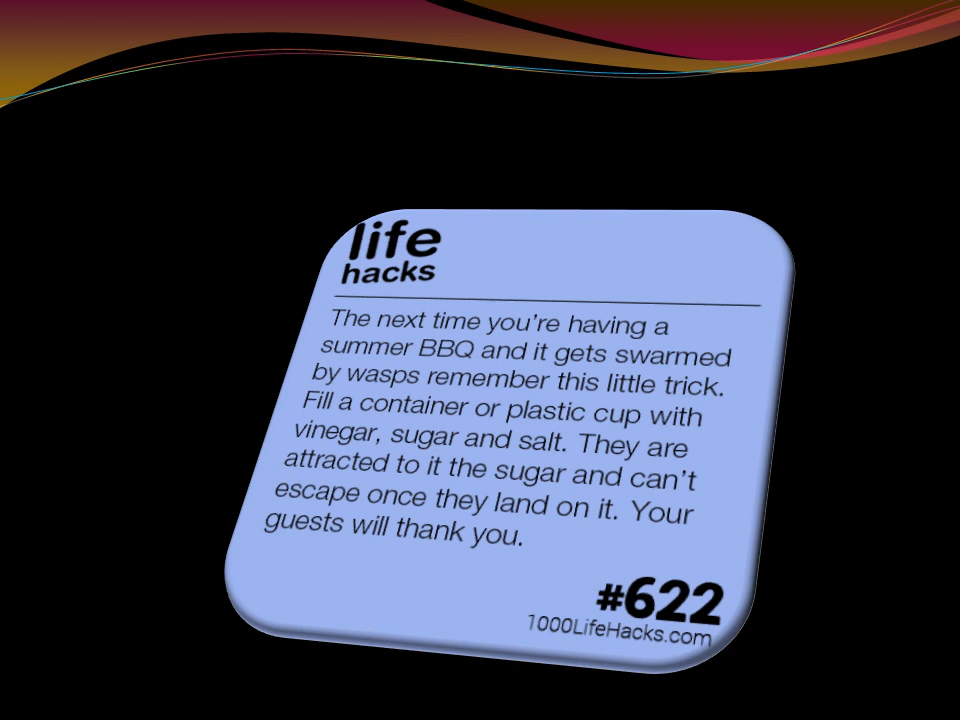 life
hacks
The next time you're having a
summer BBQ and it gets swarmed
by wasps remember this little trick.
Fill a container or plastic cup with
vinegar, sugar and salt. They are
attracted to it the sugar and can't
escape once they land on it. Your
guests will thank you.
#622
1000LifeHacks.com